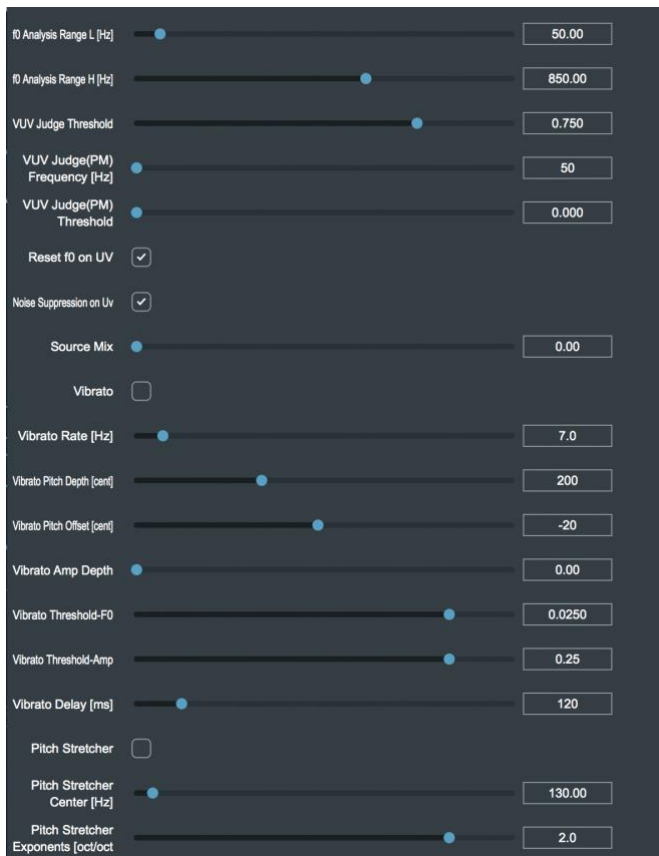 f0 Analysis Range L [Hz] 50.00
f0 Analysis Range H [Hz] 850.00
VUV Judge Threshold 0.750
VUV Judge(PM)
Frequency [Hz] 50
VUV Judge(PM)
Threshold 0.000
Reset f0 on UV
Noise Suppression on Uv
Source Mix 0.00
Vibrato
Vibrato Rate [Hz] 7.0
Vibrato Pitch Depth [cent] 200
Vibrato Pitch Offset [cent] -20
Vibrato Amp Depth 0.00
Vibrato Threshold-F0 0.0250
Vibrato Threshold-Amp 0.25
Vibrato Delay [ms] 120
Pitch Stretcher
Pitch Stretcher
Center [Hz] 130.00
Pitch Stretcher
Exponents [oct/oct 2.0